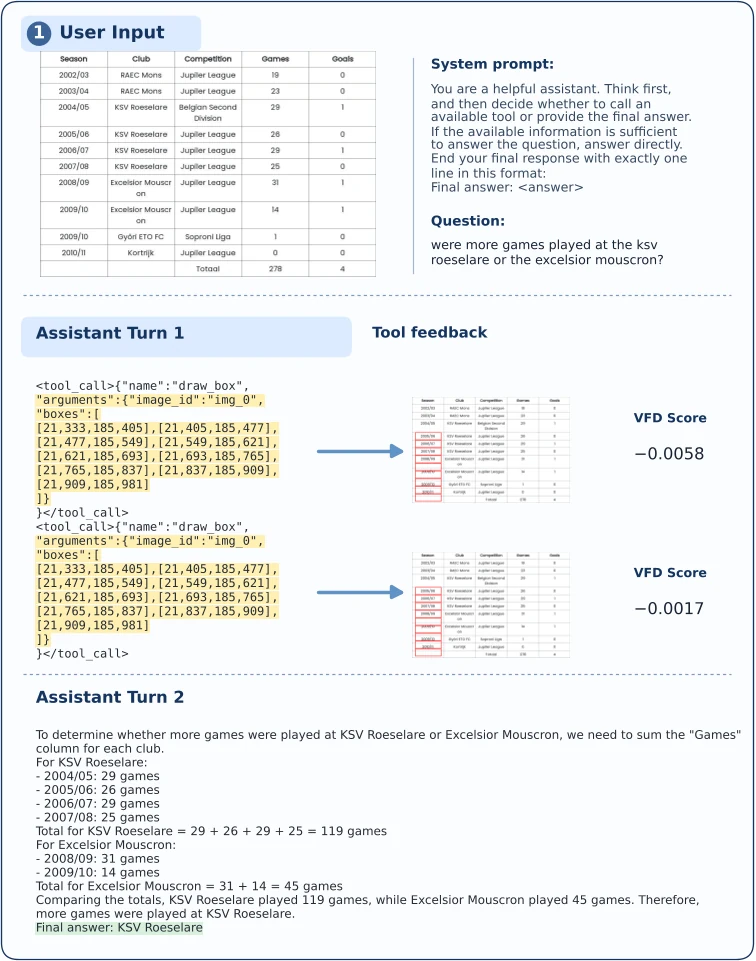 1 User Input
Season Club Competition Games Goals
2002/03 RAEC Mons Jupiler League 19 0
2003/04 RAEC Mons Jupiler League 23 0
2004/05 KSV Roeselare Belgian Second 29 1
Division
2005/06 KSV Roeselare Jupiler League 26 0
2006/07 KSV Roeselare Jupiler League 29 1
2007/08 KSV Roeselare Jupiler League 25 0
2008/09 Excelsior Mouscr Jupiler League 31 1
on
2009/10 Excelsior Mouscr Jupiler League 14 1
on
2009/10 Győri ETO FC Soproni Liga 1 0
2010/11 Kortrijk Jupiler League 0 0
Totaal 278 4
System prompt:
You are a helpful assistant. Think first,
and then decide whether to call an
available tool or provide the final answer.
If the available information is sufficient
to answer the question, answer directly.
End your final response with exactly one
line in this format:
Final answer: <answer>
Question:
were more games played at the ksv
roeselare or the excelsior mouscron?
Assistant Turn 1
Tool feedback
<tool_call>{"name":"draw_box",
"arguments":{"image_id":"img_0",
"boxes":[
[21,333,185,405],[21,405,185,477],
[21,477,185,549],[21,549,185,621],
[21,621,185,693],[21,693,185,765],
[21,765,185,837],[21,837,185,909],
[21,909,185,981]
]}
}</tool_call>
VFD Score
−0.0058
<tool_call>{"name":"draw_box",
"arguments":{"image_id":"img_0",
"boxes":[
[21,333,185,405],[21,405,185,477],
[21,477,185,549],[21,549,185,621],
[21,621,185,693],[21,693,185,765],
[21,765,185,837],[21,837,185,909],
[21,909,185,981]
]}
}</tool_call>
VFD Score
−0.0017
Assistant Turn 2
To determine whether more games were played at KSV Roeselare or Excelsior Mouscron, we need to sum the "Games"
column for each club.
For KSV Roeselare:
- 2004/05: 29 games
- 2005/06: 26 games
- 2006/07: 29 games
- 2007/08: 25 games
Total for KSV Roeselare = 29 + 26 + 29 + 25 = 119 games
For Excelsior Mouscron:
- 2008/09: 31 games
- 2009/10: 14 games
Total for Excelsior Mouscron = 31 + 14 = 45 games
Comparing the totals, KSV Roeselare played 119 games, while Excelsior Mouscron played 45 games. Therefore,
more games were played at KSV Roeselare.
Final answer: KSV Roeselare